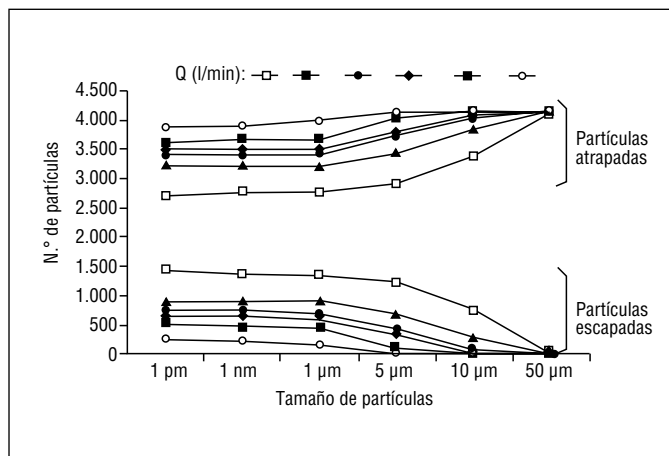 Q (l/min):
4.500
4.000
3.500
3.000
2.500
2.000
1.500
1.000
500
0
N.° de partículas
Partículas
atrapadas
Partículas
escapadas
1 pm 1 nm 1 µm 5 µm 10 µm 50 µm
Tamaño de partículas